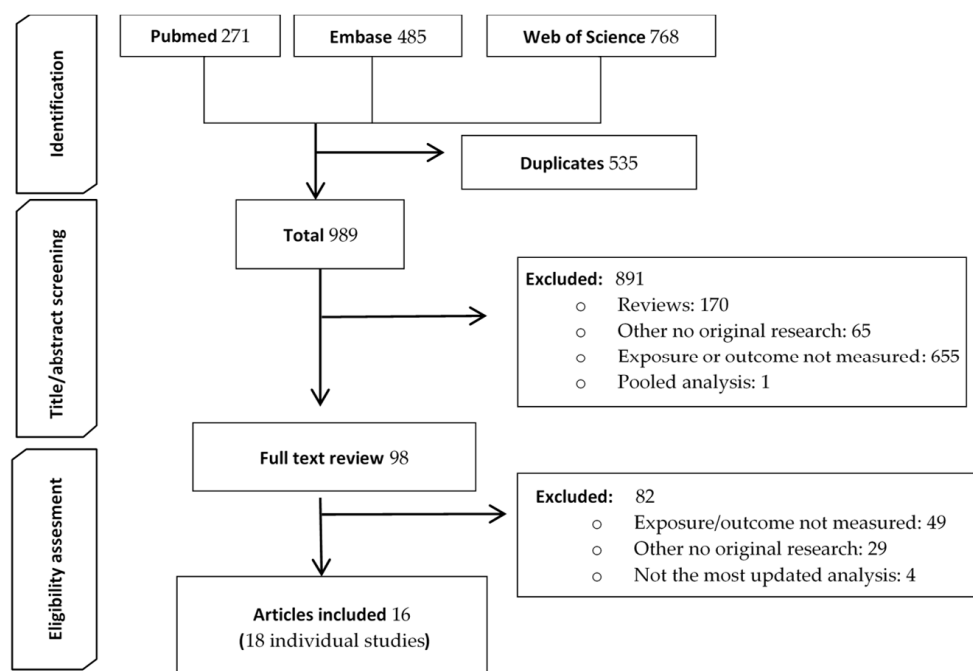 Identification
Pubmed 271
Embase 485
Web of Science 768
Duplicates 535
Title/abstract screening
Total 989
Excluded: 891
o Reviews: 170
o Other no original research: 65
o Exposure or outcome not measured: 655
o Pooled analysis: 1
Eligibility assessment
Full text review 98
Excluded: 82
o Exposure/outcome not measured: 49
o Other no original research: 29
o Not the most updated analysis: 4
Articles included 16
(18 individual studies)